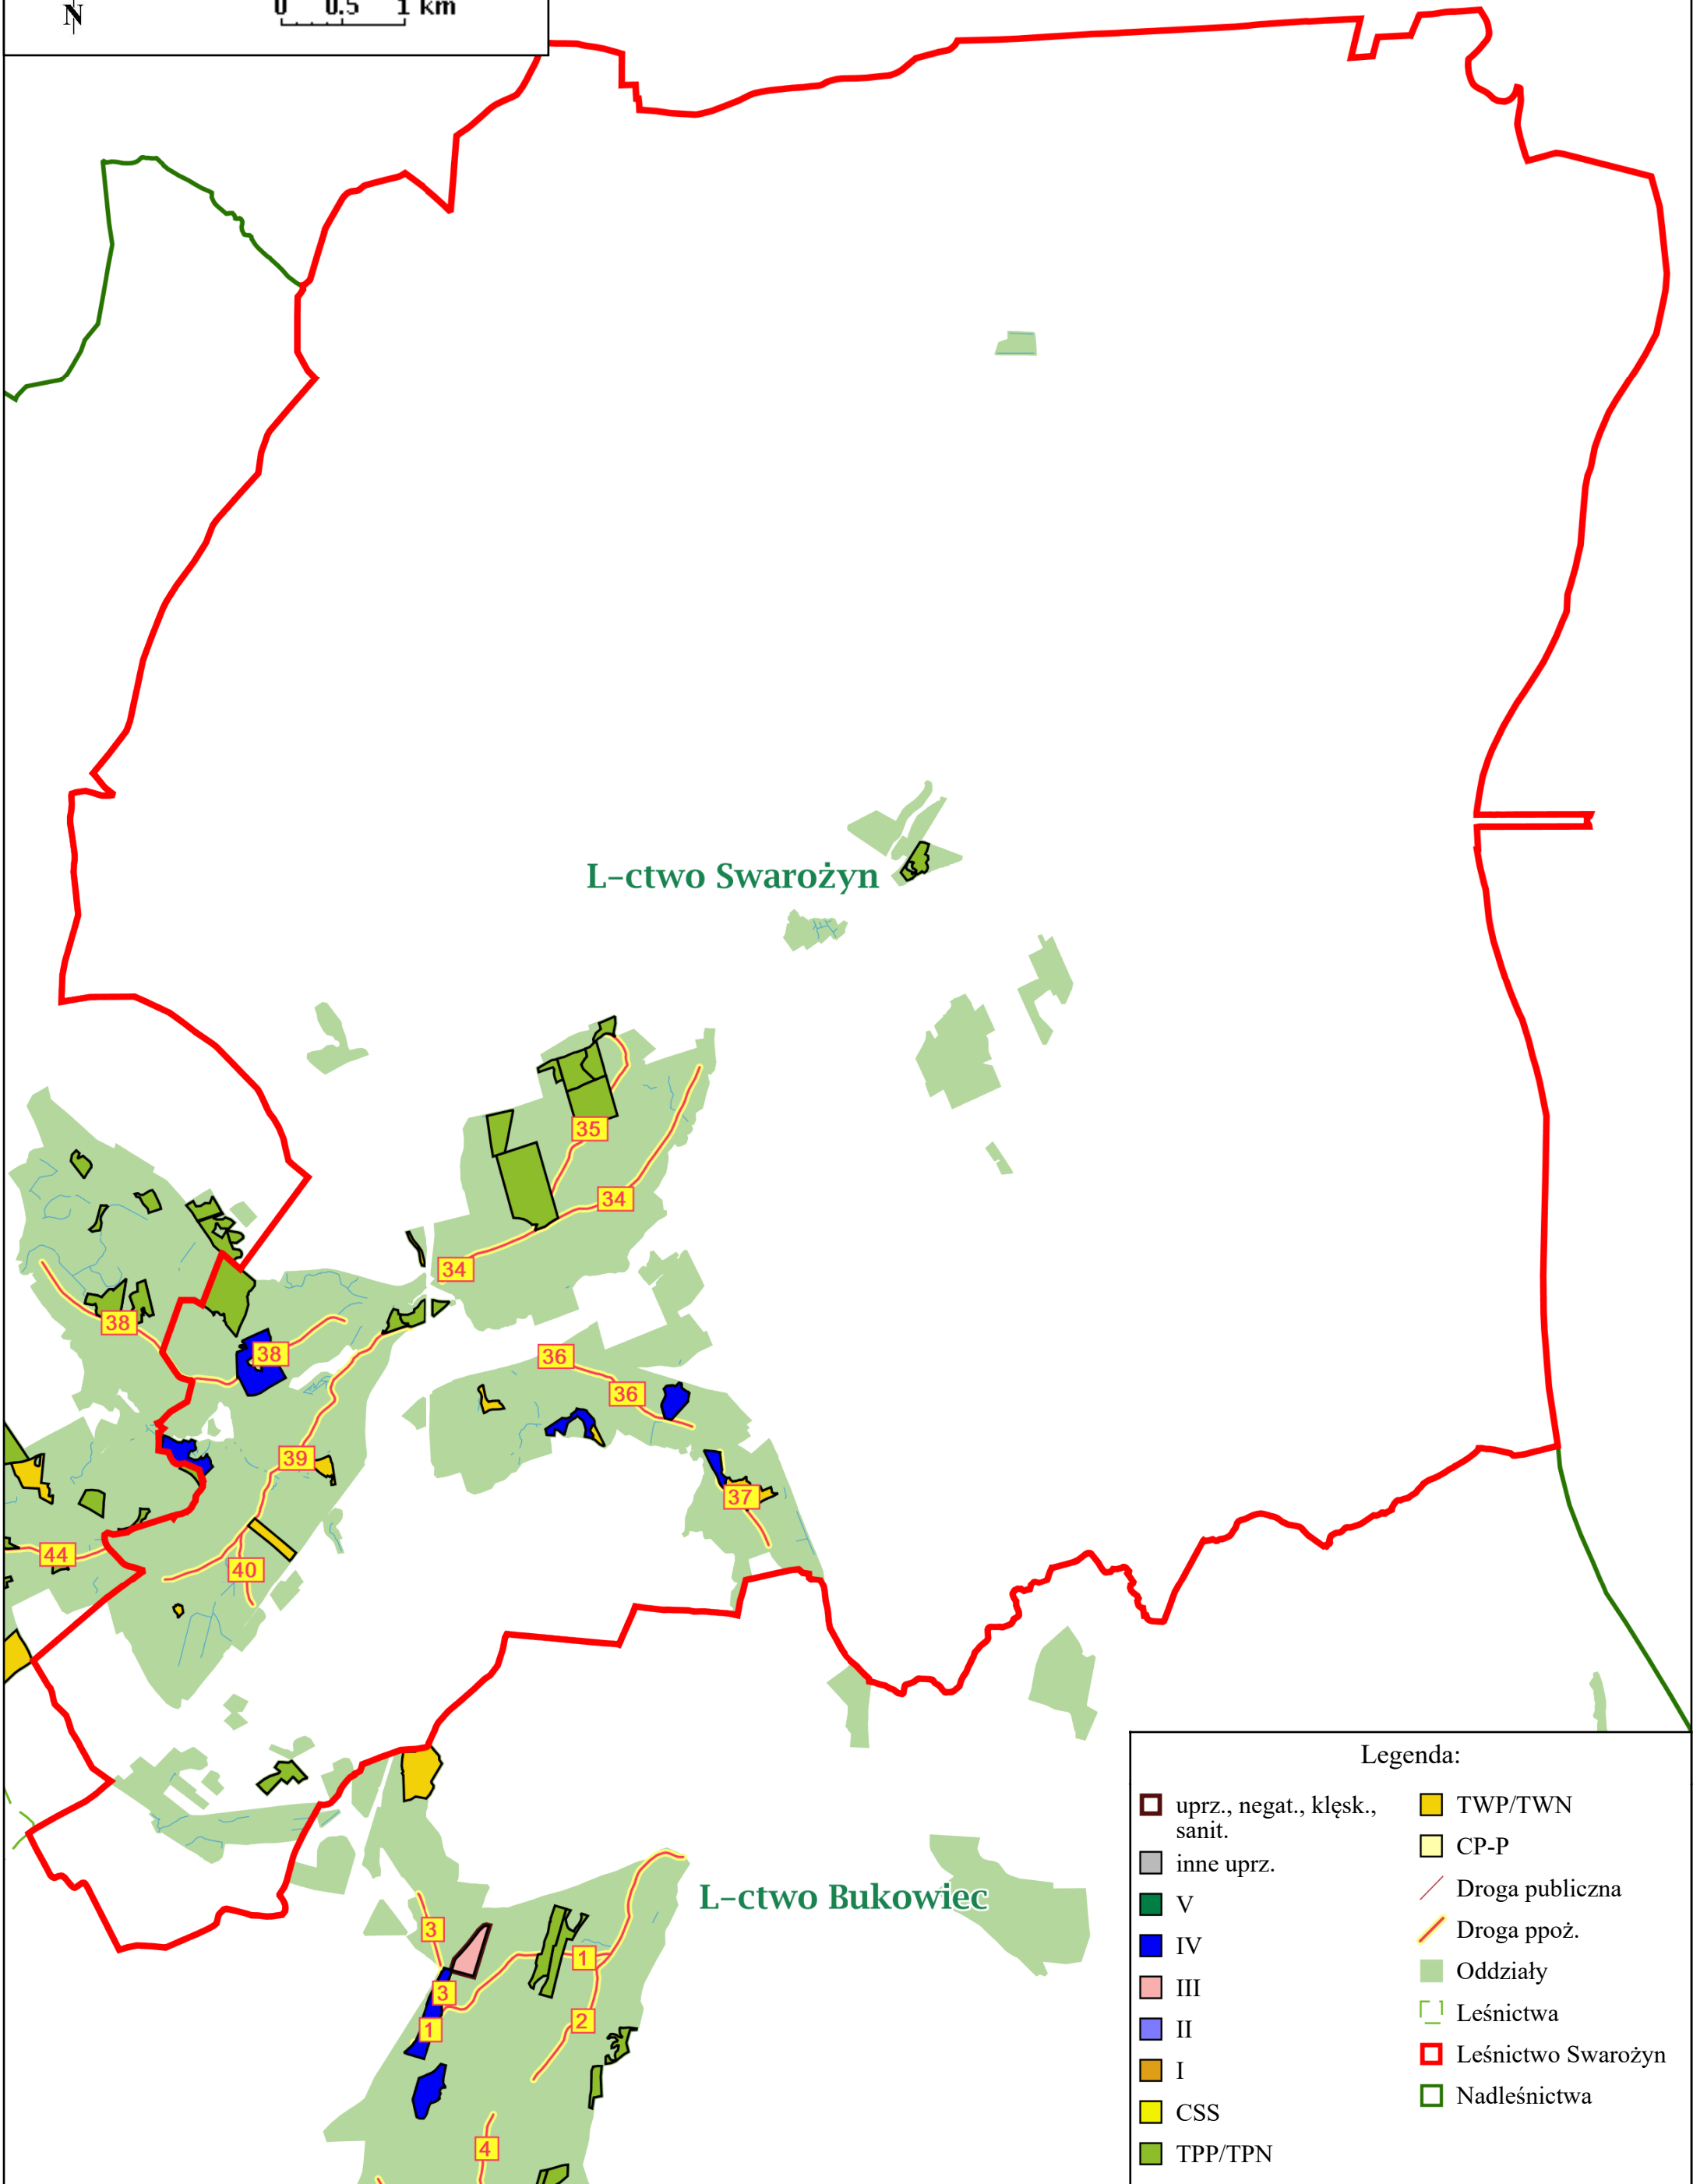 N
0 0.5 1 km
L-ctwo Swarożyn
35
34
34
38
38
36
36
39
37
44
40
L-ctwo Bukowiec
3
1
3
2
1
4
Legenda:
uprz., negat., klęsk.,
sanit.
inne uprz.
V
IV
III
II
I
CSS
TPP/TPN
TWP/TWN
CP-P
Droga publiczna
Droga ppoż.
Oddziały
Leśnictwa
Leśnictwo Swarożyn
Nadleśnictwa